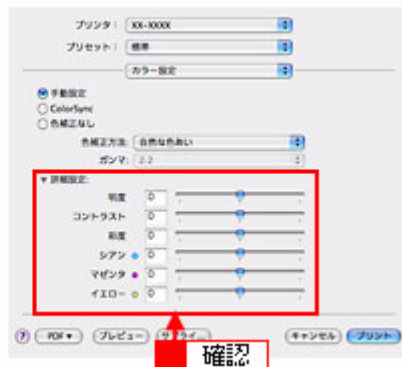 プリンタ： XX-XXXX
プリセット： 標準
カラー設定
手動設定
ColorSync
色補正なし
色補正方法： 自然な色あい
ガンマ： 2.2
▼ 詳細設定：
明度 0
コントラスト 0
彩度 0
シアン 0
マゼンタ 0
イエロー 0
? PDF▼ プレビュー キャンセル プリント
確認